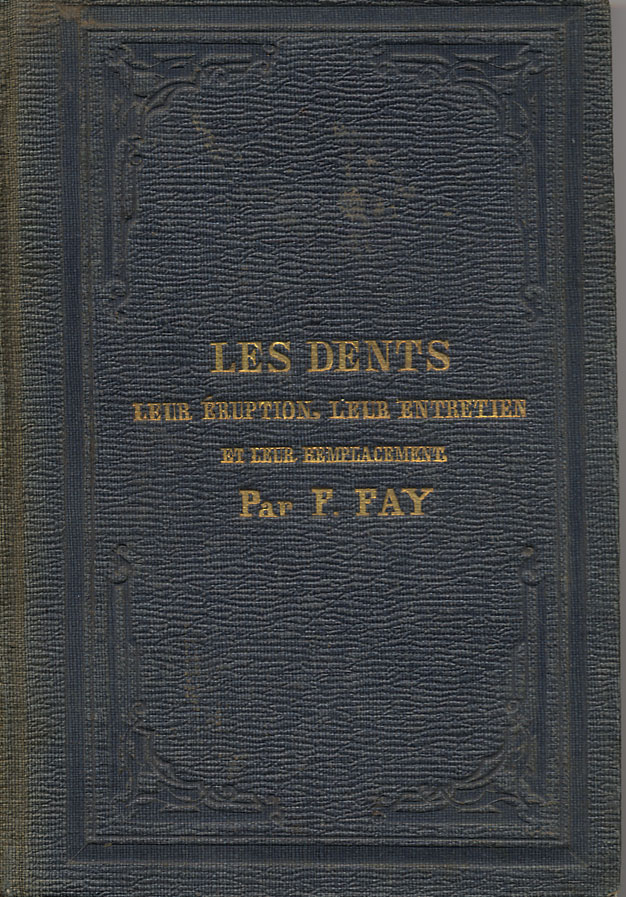 LES DENTS
LEUR ÉRUPTION. LEUR ENTRETIEN
ET LEUR REMPLACEMENT.
Par F. FAY